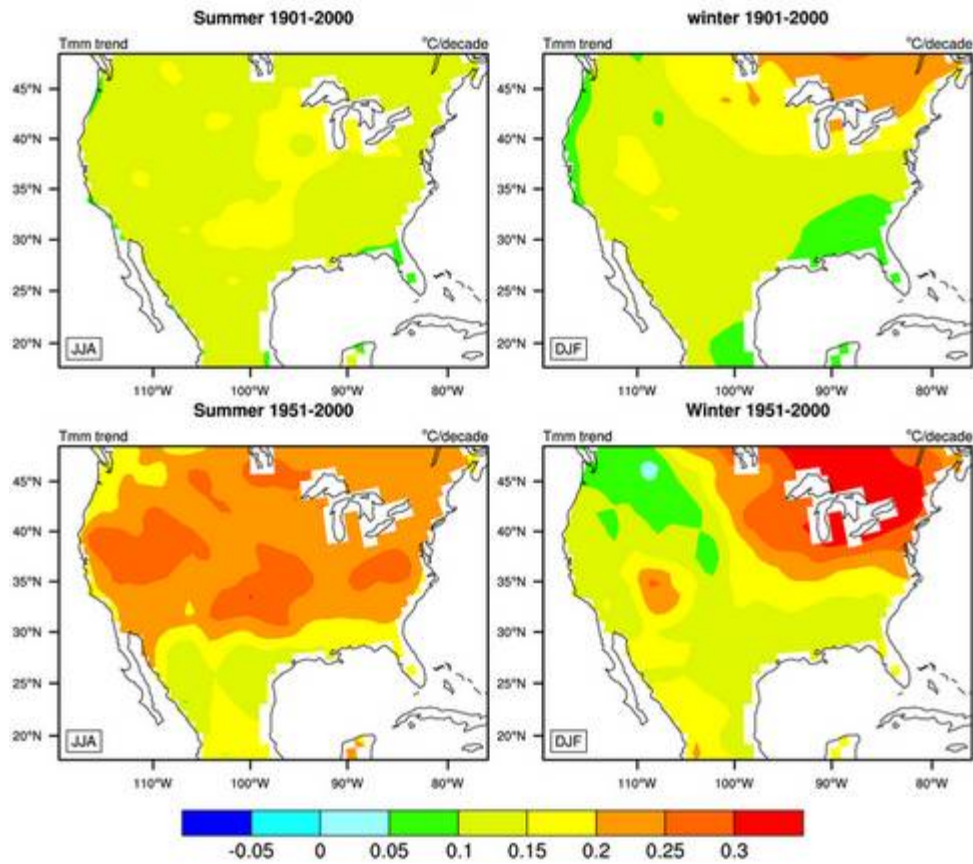 Summer 1901-2000
winter 1901-2000
Tmm trend
°C/decade
Tmm trend
°C/decade
45°N
40°N
35°N
30°N
25°N
20°N
JJA
45°N
40°N
35°N
30°N
25°N
20°N
DJF
110°W 100°W 90°W 80°W
110°W 100°W 90°W 80°W
Summer 1951-2000
Winter 1951-2000
Tmm trend
°C/decade
Tmm trend
°C/decade
45°N
40°N
35°N
30°N
25°N
20°N
JJA
45°N
40°N
35°N
30°N
25°N
20°N
DJF
110°W 100°W 90°W 80°W
110°W 100°W 90°W 80°W
-0.05 0 0.05 0.1 0.15 0.2 0.25 0.3